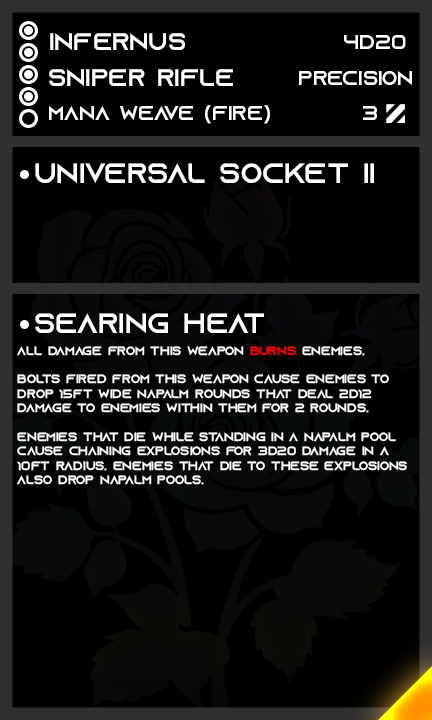 INFERNUS 4D20
SNIPER RIFLE PRECISION
MANA WEAVE (FIRE) 3
•UNIVERSAL SOCKET II
•SEARING HEAT
ALL DAMAGE FROM THIS WEAPON BURNS ENEMIES.
BOLTS FIRED FROM THIS WEAPON CAUSE ENEMIES TO
DROP 15FT WIDE NAPALM ROUNDS THAT DEAL 2D12
DAMAGE TO ENEMIES WITHIN THEM FOR 2 ROUNDS.
ENEMIES THAT DIE WHILE STANDING IN A NAPALM POOL
CAUSE CHAINING EXPLOSIONS FOR 3D20 DAMAGE IN A
10FT RADIUS. ENEMIES THAT DIE TO THESE EXPLOSIONS
ALSO DROP NAPALM POOLS.